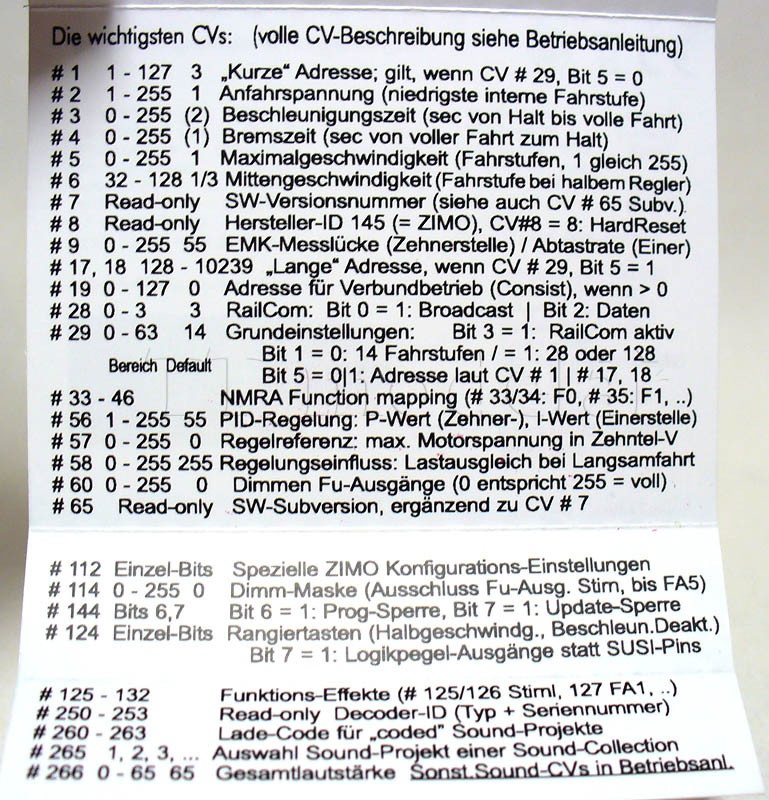 Die wichtigsten CVs: (volle CV-Beschreibung siehe Betriebsanleitung)
# 1 1 - 127 3 „Kurze“ Adresse; gilt, wenn CV # 29, Bit 5 = 0
# 2 1 - 255 1 Anfahrspannung (niedrigste interne Fahrstufe)
# 3 0 - 255 (2) Beschleunigungszeit (sec von Halt bis volle Fahrt)
# 4 0 - 255 (1) Bremszeit (sec von voller Fahrt zum Halt)
# 5 0 - 255 1 Maximalgeschwindigkeit (Fahrstufen, 1 gleich 255)
# 6 32 - 128 1/3 Mittengeschwindigkeit (Fahrstufe bei halbem Regler)
# 7 Read-only SW-Versionsnummer (siehe auch CV # 65 Subv.)
# 8 Read-only Hersteller-ID 145 (= ZIMO), CV#8 = 8: HardReset
# 9 0 - 255 55 EMK-Messlücke (Zehnerstelle) / Abtastrate (Einer)
# 17, 18 128 - 10239 „Lange“ Adresse, wenn CV # 29, Bit 5 = 1
# 19 0 - 127 0 Adresse für Verbundbetrieb (Consist), wenn > 0
# 28 0 - 3 3 RailCom: Bit 0 = 1: Broadcast | Bit 2: Daten
# 29 0 - 63 14 Grundeinstellungen: Bit 3 = 1: RailCom aktiv
Bit 1 = 0: 14 Fahrstufen / = 1: 28 oder 128
Bereich Default
Bit 5 = 0|1: Adresse laut CV # 1 | # 17, 18
# 33 - 46 NMRA Function mapping (# 33/34: F0, # 35: F1, ..)
# 56 1 - 255 55 PID-Regelung: P-Wert (Zehner-), I-Wert (Einerstelle)
# 57 0 - 255 0 Regelreferenz: max. Motorspannung in Zehntel-V
# 58 0 - 255 255 Regelungseinfluss: Lastausgleich bei Langsamfahrt
# 60 0 - 255 0 Dimmen Fu-Ausgänge (0 entspricht 255 = voll)
# 65 Read-only SW-Subversion, ergänzend zu CV # 7
# 112 Einzel-Bits Spezielle ZIMO Konfigurations-Einstellungen
# 114 0 - 255 0 Dimm-Maske (Ausschluss Fu-Ausg. Stirn, bis FA5)
# 144 Bits 6,7 Bit 6 = 1: Prog-Sperre, Bit 7 = 1: Update-Sperre
# 124 Einzel-Bits Rangiertasten (Halbgeschwindg., Beschleun.Deakt.)
Bit 7 = 1: Logikpegel-Ausgänge statt SUSI-Pins
# 125 - 132 Funktions-Effekte (# 125/126 Stirnl, 127 FA1, ..)
# 250 - 253 Read-only Decoder-ID (Typ + Seriennummer)
# 260 - 263 Lade-Code für „coded“ Sound-Projekte
# 265 1, 2, 3, ... Auswahl Sound-Projekt einer Sound-Collection
# 266 0 - 65 65 Gesamtlautstärke Sonst.Sound-CVs in Betriebsanl.